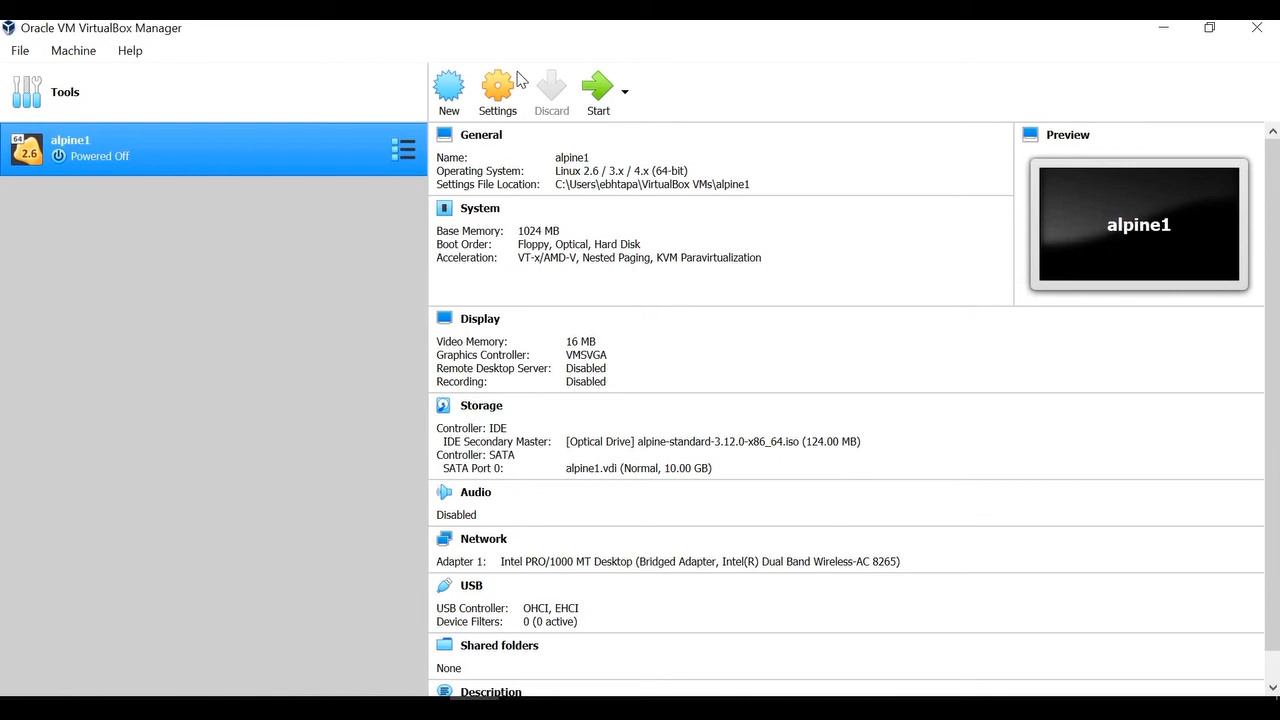 Oracle VM VirtualBox Manager
File Machine Help
Tools
New Settings Discard Start
64
2.6
alpine1
Powered Off
General
Name: alpine1
Operating System: Linux 2.6 / 3.x / 4.x (64-bit)
Settings File Location: C:\Users\ebhtapa\VirtualBox VMs\alpine1
Preview
alpine1
System
Base Memory: 1024 MB
Boot Order: Floppy, Optical, Hard Disk
Acceleration: VT-x/AMD-V, Nested Paging, KVM Paravirtualization
Display
Video Memory: 16 MB
Graphics Controller: VMSVGA
Remote Desktop Server: Disabled
Recording: Disabled
Storage
Controller: IDE
IDE Secondary Master: [Optical Drive] alpine-standard-3.12.0-x86_64.iso (124.00 MB)
Controller: SATA
SATA Port 0: alpine1.vdi (Normal, 10.00 GB)
Audio
Disabled
Network
Adapter 1: Intel PRO/1000 MT Desktop (Bridged Adapter, Intel(R) Dual Band Wireless-AC 8265)
USB
USB Controller: OHCI, EHCI
Device Filters: 0 (0 active)
Shared folders
None
Description